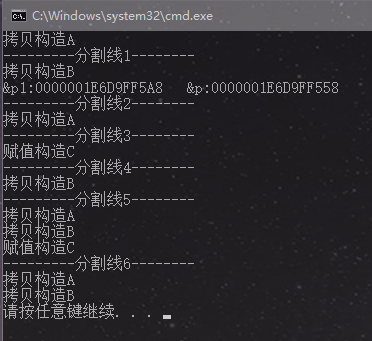 C:\Windows\system32\cmd.exe
拷贝构造A
---------分割线1--------
拷贝构造B
&p1:0000001E6D9FF5A8   &p:0000001E6D9FF558
---------分割线2--------
拷贝构造A
---------分割线3--------
赋值构造C
---------分割线4--------
拷贝构造B
---------分割线5--------
拷贝构造A
拷贝构造B
赋值构造C
---------分割线6--------
拷贝构造A
拷贝构造B
请按任意键继续. . .